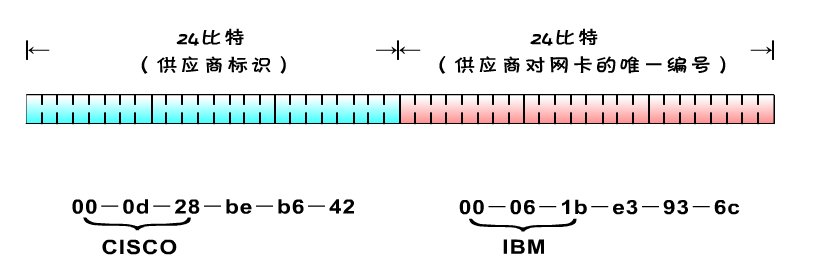 24比特
(供应商标识)
24比特
(供应商对网卡的唯一编号)
00-0d-28-be-b6-42
CISCO
00-06-1b-e3-93-6c
IBM